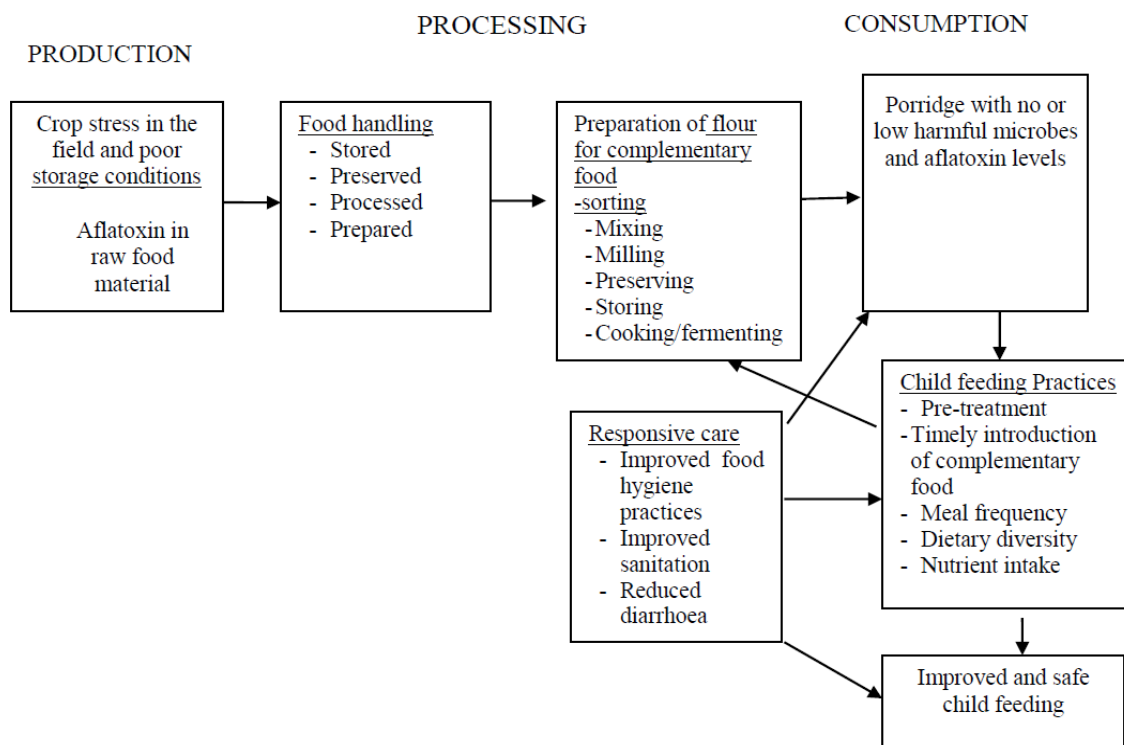 PRODUCTION
PROCESSING
CONSUMPTION
Crop stress in the
field and poor
storage conditions
Aflatoxin in
raw food
material
Food handling
- Stored
- Preserved
- Processed
- Prepared
Preparation of flour
for complementary
food
-sorting
-Mixing
-Milling
-Preserving
-Storing
-Cooking/fermenting
Porridge with no or
low harmful microbes
and aflatoxin levels
Responsive care
- Improved food
hygiene
practices
- Improved
sanitation
- Reduced
diarrhoea
Child feeding Practices
- Pre-treatment
-Timely introduction
of complementary
food
- Meal frequency
- Dietary diversity
- Nutrient intake
Improved and safe
child feeding